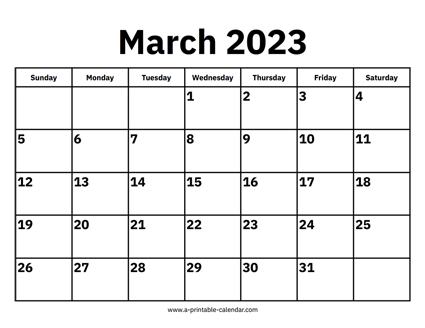 March 2023
Sunday Monday Tuesday Wednesday Thursday Friday Saturday
1 2 3 4
5 6 7 8 9 10 11
12 13 14 15 16 17 18
19 20 21 22 23 24 25
26 27 28 29 30 31
www.a-printable-calendar.com